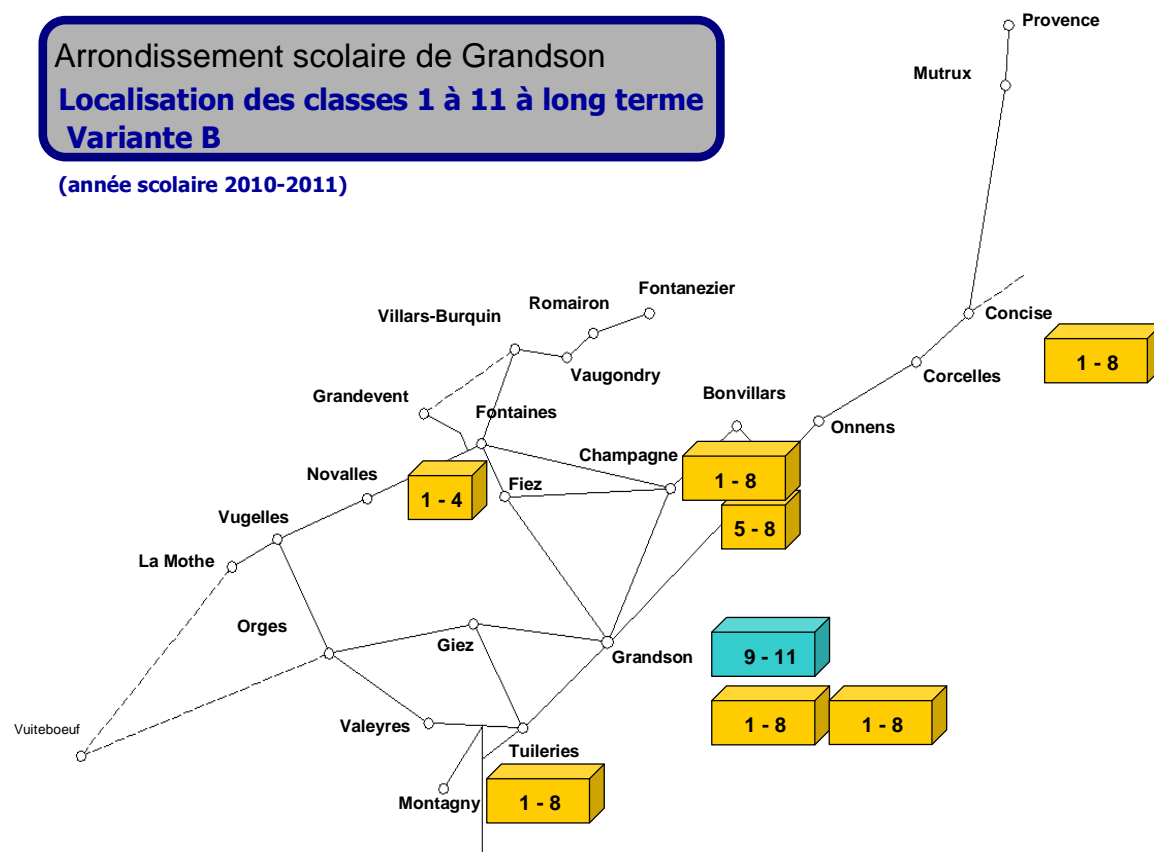 Provence
Arrondissement scolaire de Grandson
Mutrux
Localisation des classes 1 à 11 à long terme
Variante B
(année scolaire 2010-2011)
Fontanezier
Romairon
Villars-Burquin
Concise
1 - 8
Vaugondry
Corcelles
Grandevent
Bonvillars
Fontaines
Onnens
Champagne
Novalles
1 - 8
1 - 4
Fiez
Vugelles
5 - 8
La Mothe
Orges
Giez
Grandson
9 - 11
Valeyres
1 - 8
1 - 8
Vuiteboeuf
Tuileries
Montagny
1 - 8